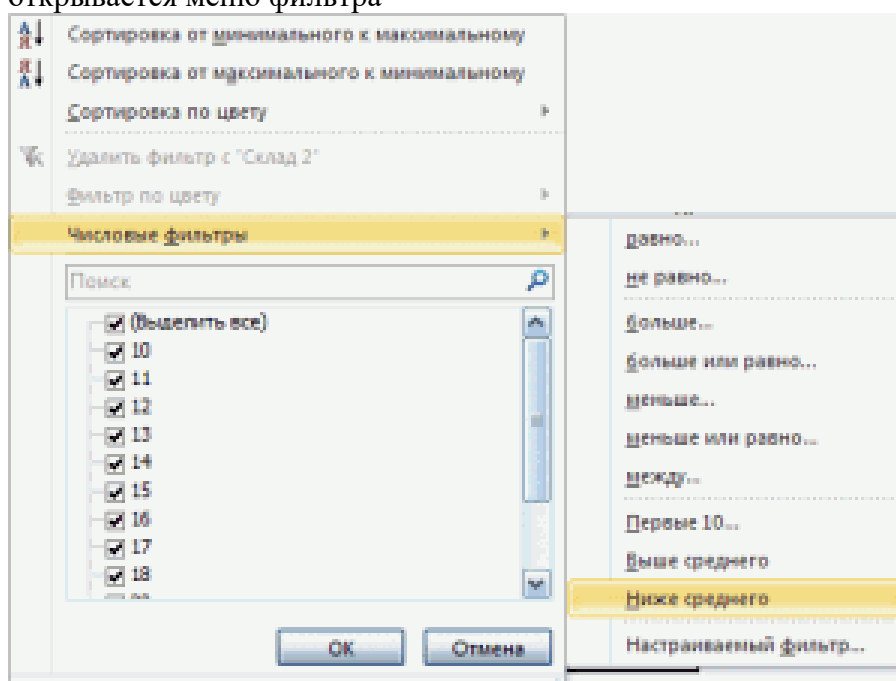 открывается меню фильтра
Сортировка от минимального к максимальному
Сортировка от максимального к минимальному
Сортировка по цвету
Удалить фильтр с "Склад 2"
Фильтр по цвету
Числовые фильтры
Поиск
(Выделить все)
10
11
12
13
14
15
16
17
18
ОК Отмена
равно...
не равно...
больше...
больше или равно...
меньше...
меньше или равно...
между...
Первые 10...
Выше среднего
Ниже среднего
Настраиваемый фильтр...